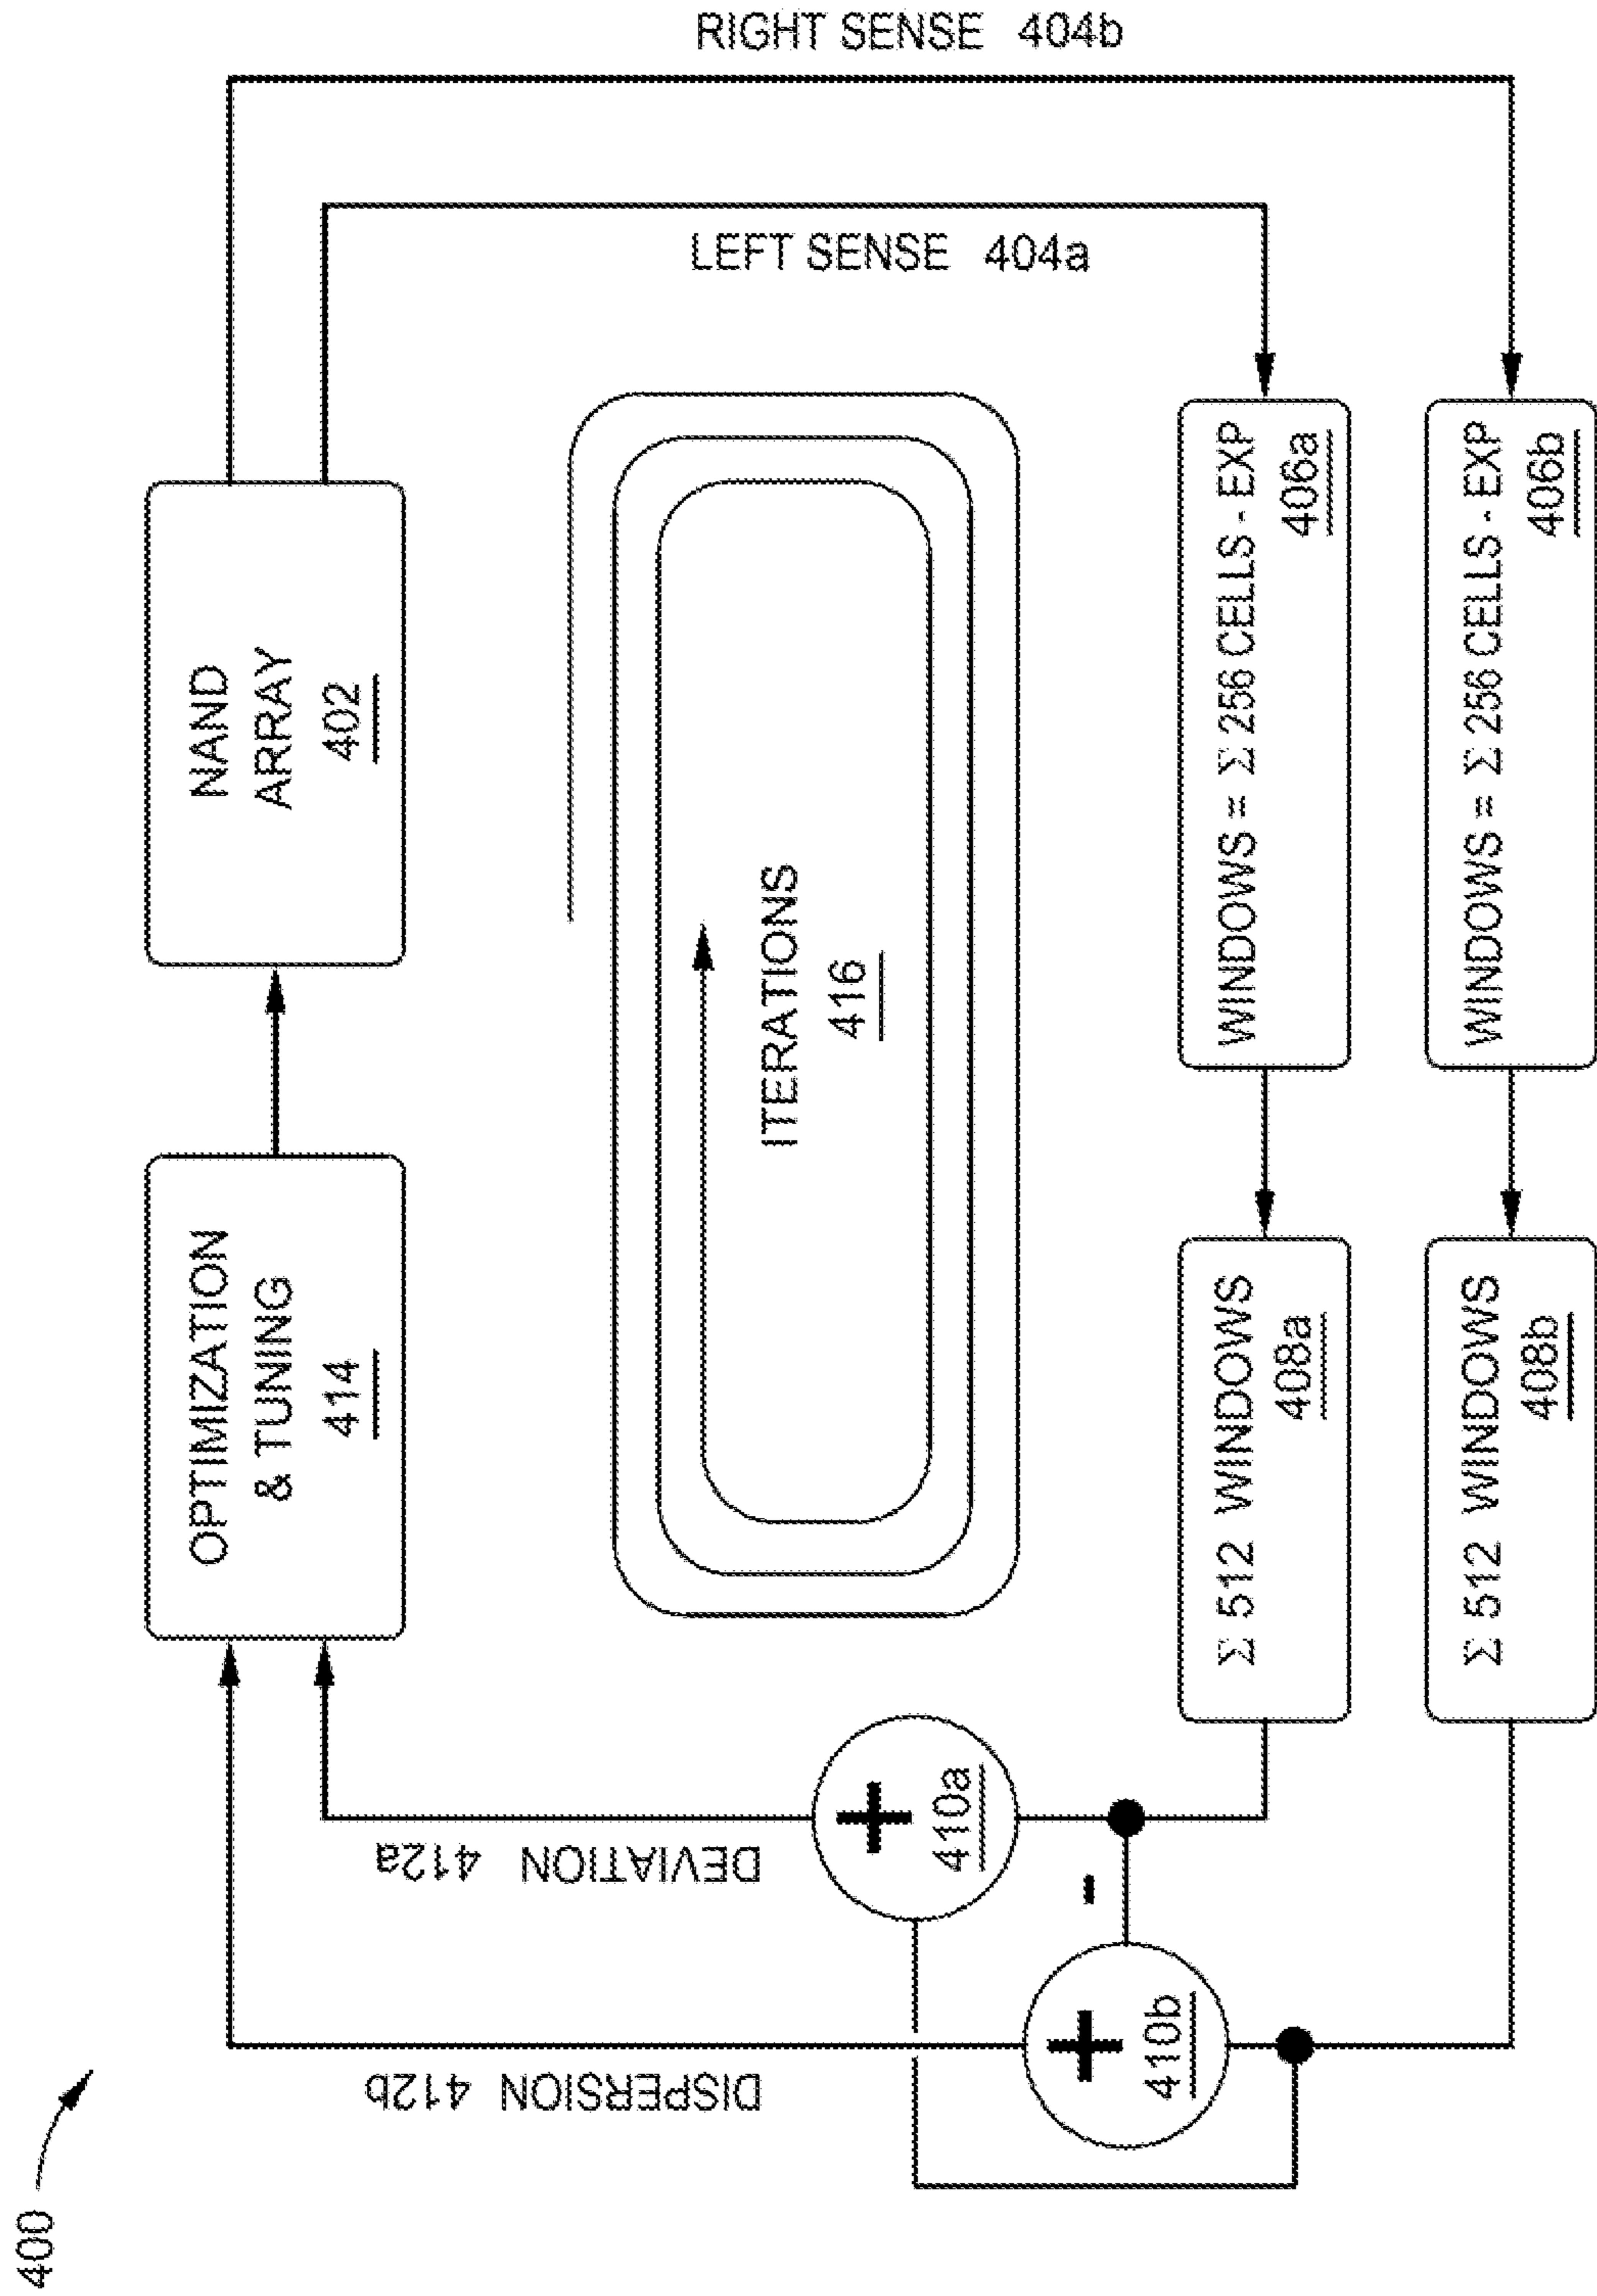 400
OPTIMIZATION
& TUNING
414
NAND
ARRAY
402
RIGHT SENSE 404b
LEFT SENSE 404a
DISPERSION 412b
DEVIATION 412a
ITERATIONS
416
+
410a
-
+
410b
Σ 512 WINDOWS
408a
WINDOWS = Σ 256 CELLS - EXP
406a
Σ 512 WINDOWS
408b
WINDOWS = Σ 256 CELLS - EXP
406b